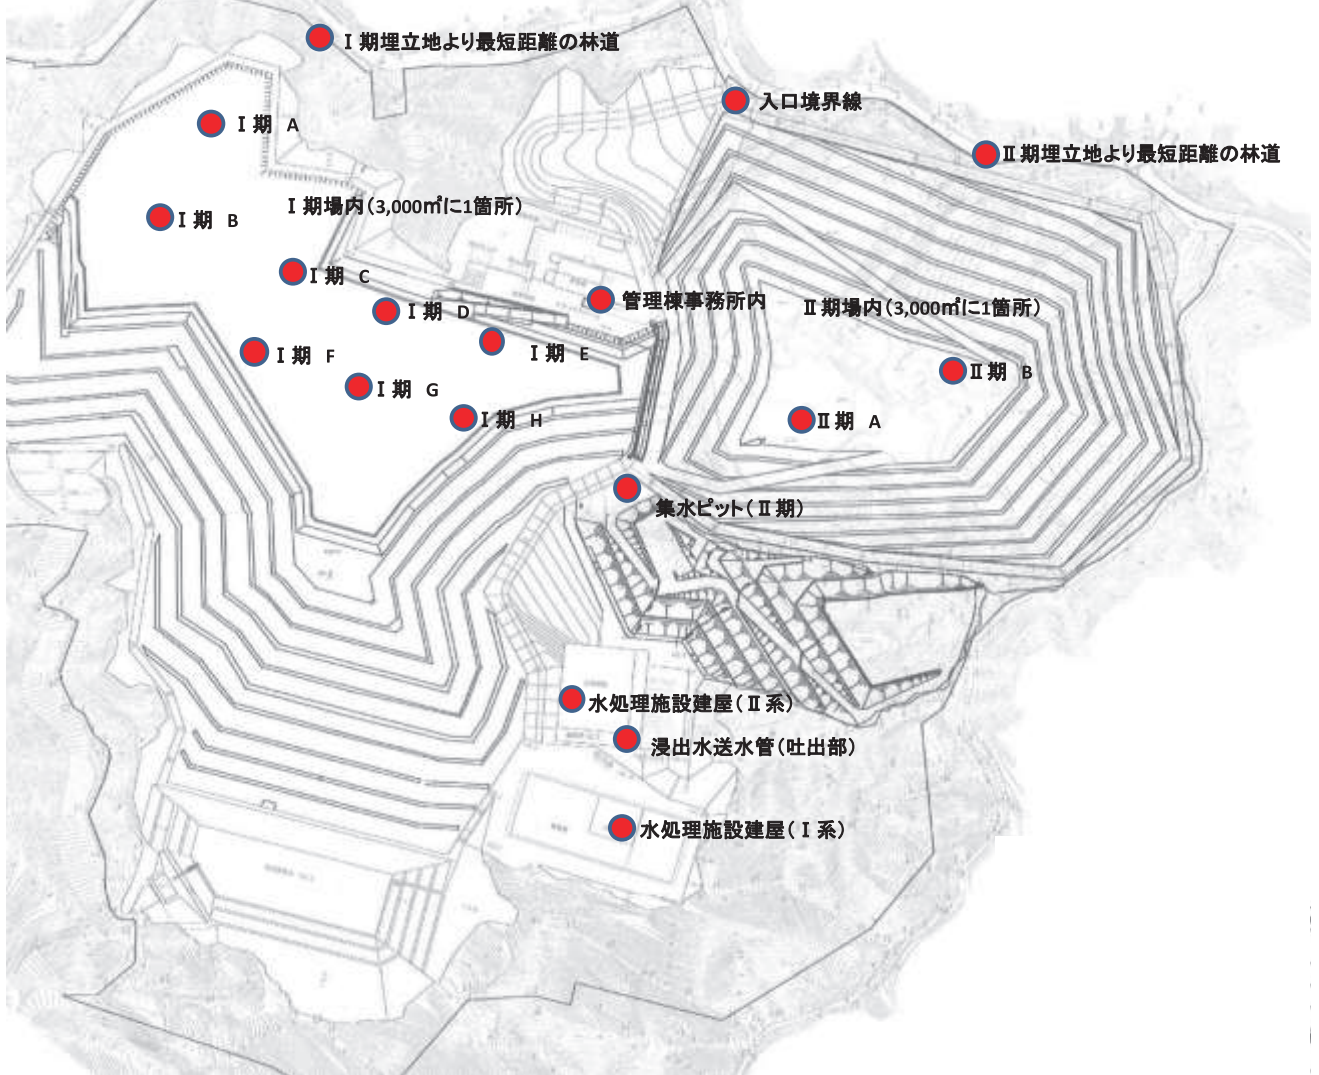 Ⅰ期埋立地より最短距離の林道
入口境界線
Ⅰ期 A
Ⅱ期埋立地より最短距離の林道
Ⅰ期場内(3,000㎡に1箇所)
Ⅰ期 B
Ⅰ期 C
管理棟事務所内
Ⅱ期場内(3,000㎡に1箇所)
Ⅰ期 D
Ⅰ期 E
Ⅰ期 F
Ⅱ期 B
Ⅰ期 G
Ⅰ期 H
Ⅱ期 A
集水ピット(Ⅱ期)
水処理施設建屋(Ⅱ系)
浸出水送水管(吐出部)
水処理施設建屋(Ⅰ系)